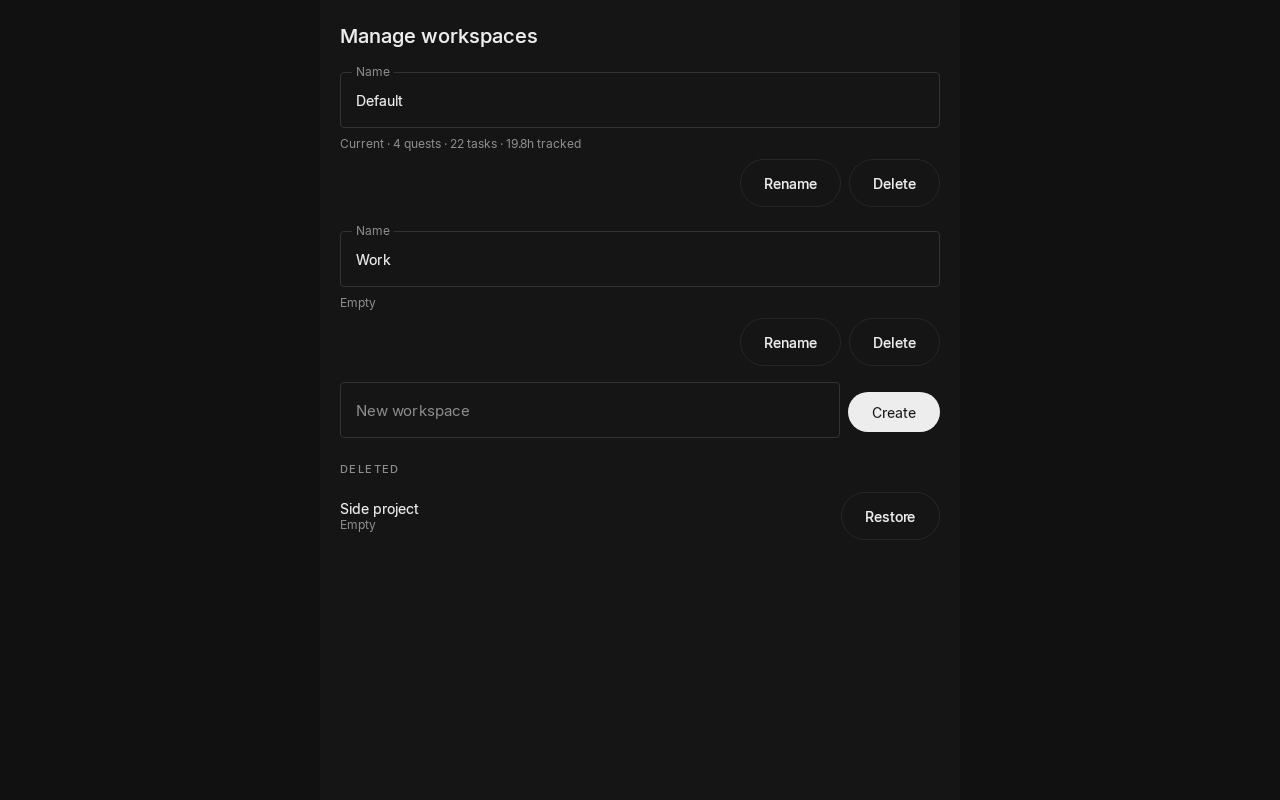 Manage workspaces
Name
Default
Current · 4 quests · 22 tasks · 19.8h tracked
Rename Delete
Name
Work
Empty
Rename Delete
New workspace Create
DELETED
Side project
Empty
Restore